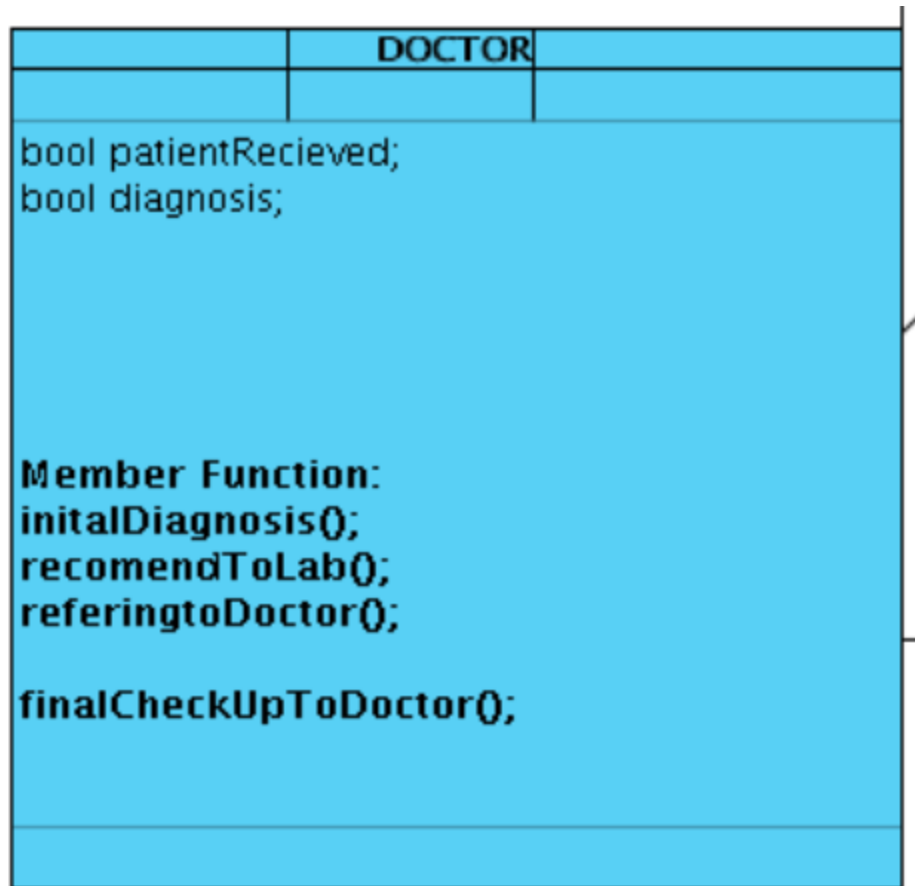 DOCTOR
bool patientRecieved;
bool diagnosis;
Member Function:
initalDiagnosis();
recomendToLab();
referingtoDoctor();
finalCheckUpToDoctor();